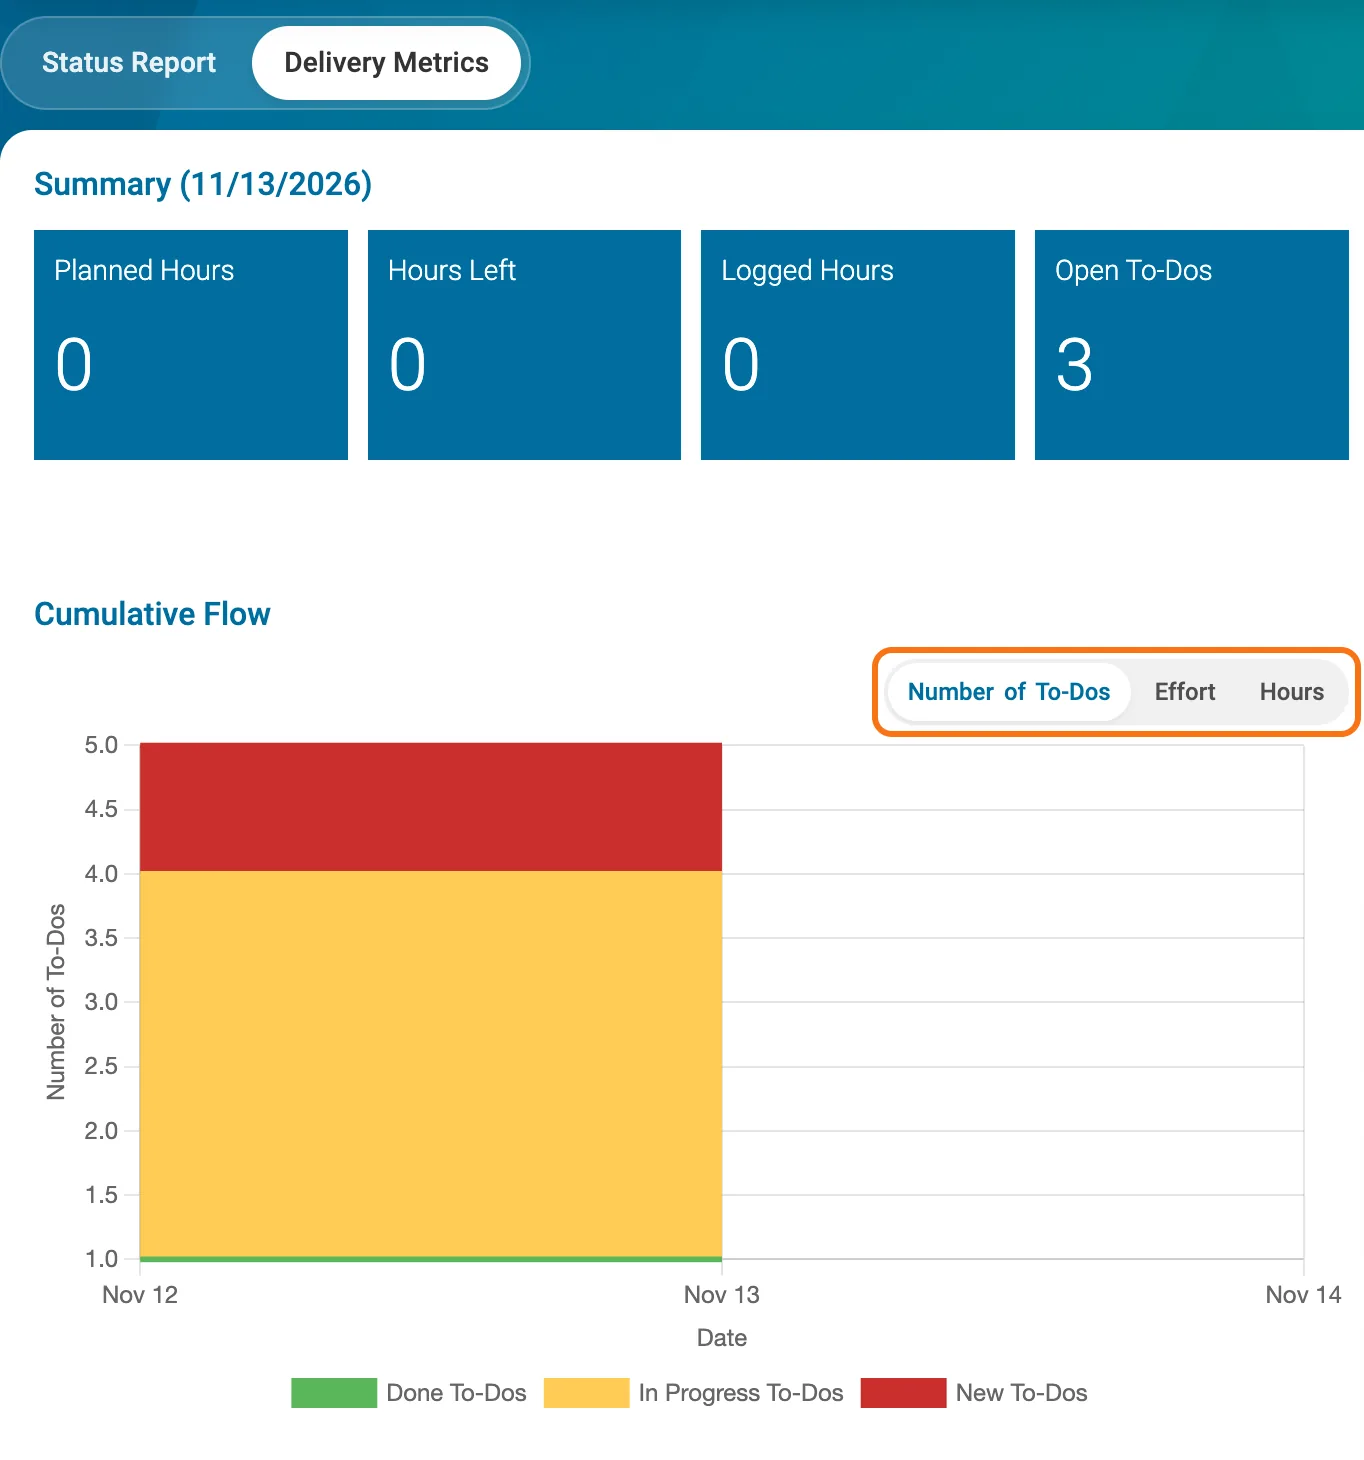 Status Report Delivery Metrics
Summary (11/13/2026)
Planned Hours Hours Left Logged Hours Open To-Dos
0 0 0 3
Cumulative Flow
Number of To-Dos Effort Hours
5.0
4.5
4.0
3.5
3.0
2.5
2.0
1.5
1.0
Number of To-Dos
Nov 12 Nov 13 Nov 14
Date
Done To-Dos In Progress To-Dos New To-Dos